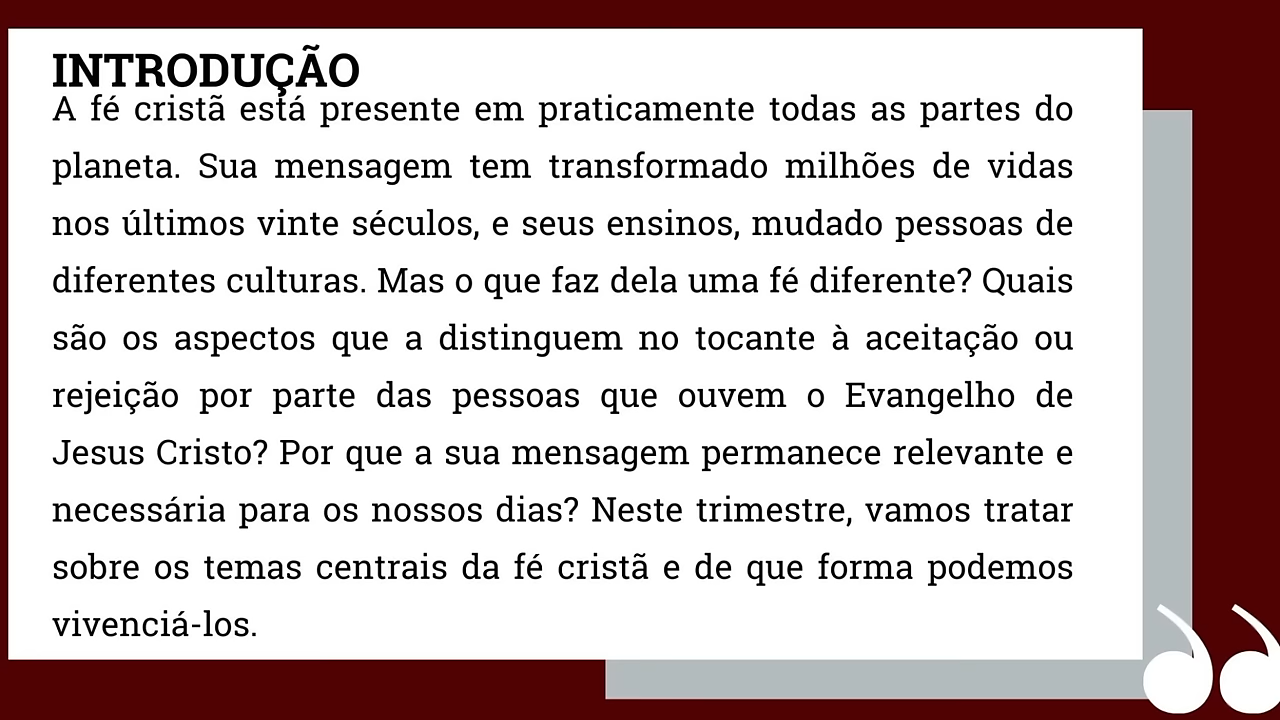 INTRODUÇÃO
A fé cristã está presente em praticamente todas as partes do
planeta. Sua mensagem tem transformado milhões de vidas
nos últimos vinte séculos, e seus ensinos, mudado pessoas de
diferentes culturas. Mas o que faz dela uma fé diferente? Quais
são os aspectos que a distinguem no tocante à aceitação ou
rejeição por parte das pessoas que ouvem o Evangelho de
Jesus Cristo? Por que a sua mensagem permanece relevante e
necessária para os nossos dias? Neste trimestre, vamos tratar
sobre os temas centrais da fé cristã e de que forma podemos
vivenciá-los.